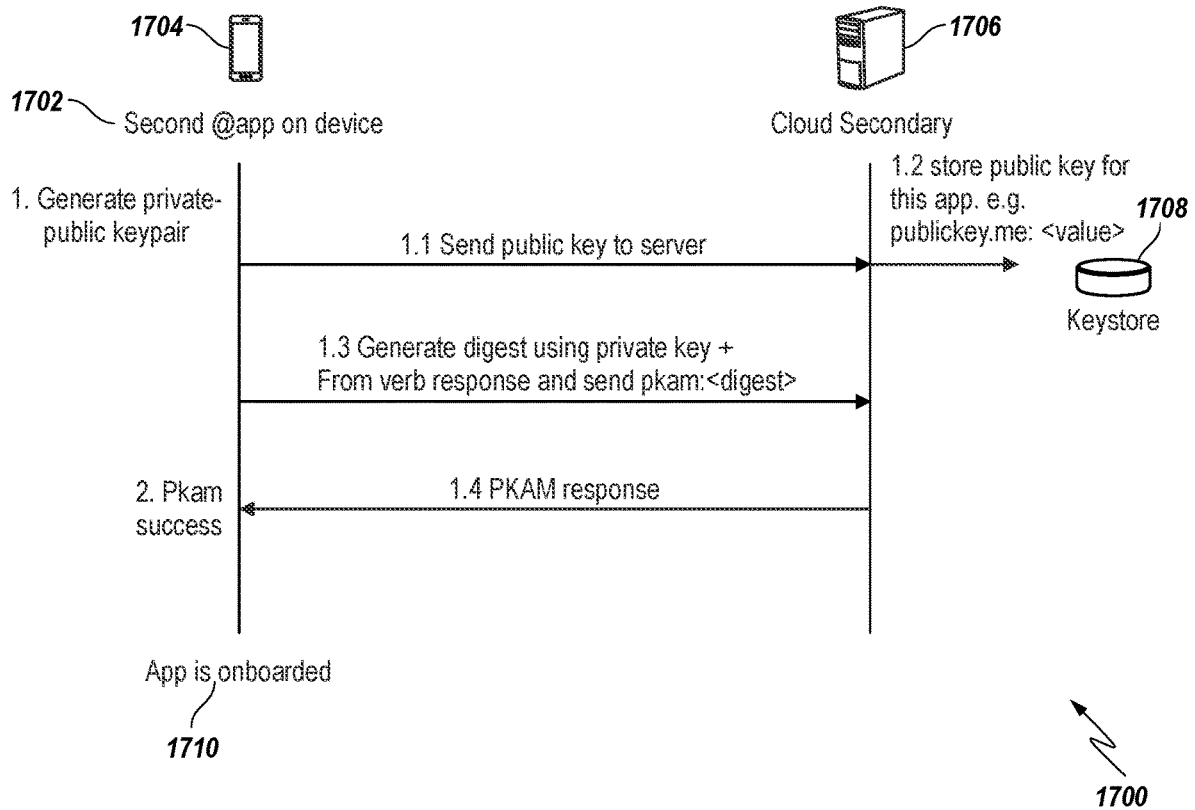 1704
1706
1702
Second @app on device
Cloud Secondary
1. Generate private-
public keypair
1.2 store public key for
this app. e.g.
publickey.me: <value>
1708
1.1 Send public key to server
Keystore
1.3 Generate digest using private key +
From verb response and send pkam:<digest>
2. Pkam
success
1.4 PKAM response
App is onboarded
1710
1700